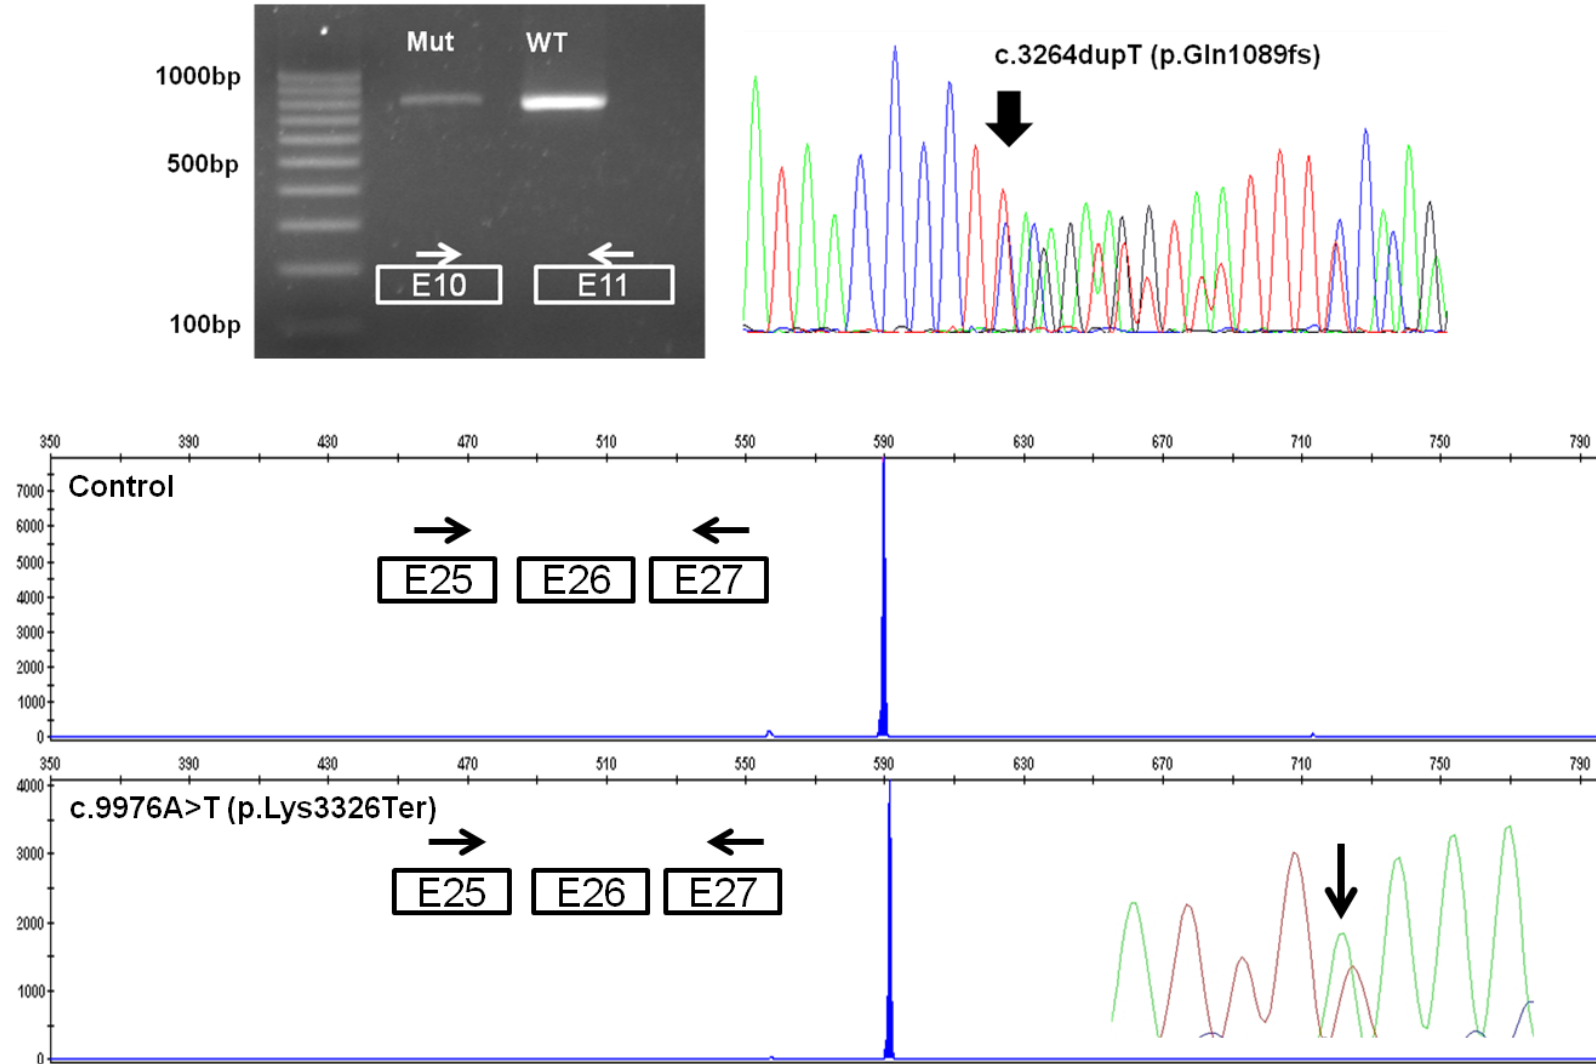 Mut WT
1000bp
500bp
100bp
E10 E11
c.3264dupT (p.Gln1089fs)
350 390 430 470 510 550 590 630 670 710 750 790
Control
7000
6000
5000
4000
3000
2000
1000
0
E25 E26 E27
350 390 430 470 510 550 590 630 670 710 750 790
c.9976A>T (p.Lys3326Ter)
4000
3000
2000
1000
0
E25 E26 E27